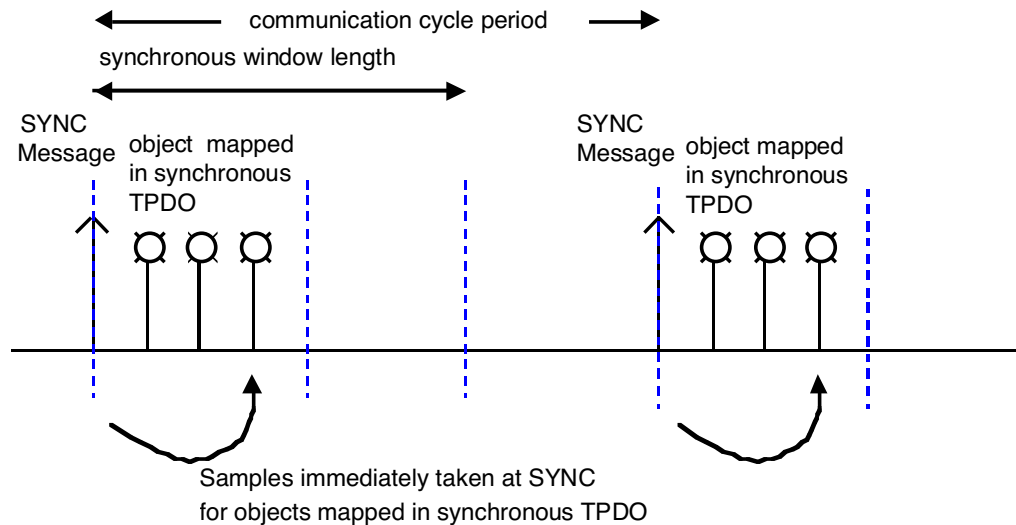 communication cycle period
synchronous window length
SYNC
Message
object mapped
in synchronous
TPDO
SYNC
Message
object mapped
in synchronous
TPDO
Samples immediately taken at SYNC
for objects mapped in synchronous TPDO